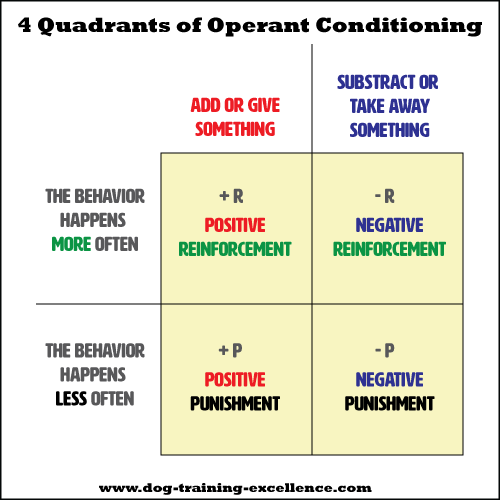 4 Quadrants of Operant Conditioning
ADD OR GIVE
SOMETHING
SUBSTRACT OR
TAKE AWAY
SOMETHING
THE BEHAVIOR
HAPPENS
MORE OFTEN
+ R
POSITIVE
REINFORCEMENT
- R
NEGATIVE
REINFORCEMENT
THE BEHAVIOR
HAPPENS
LESS OFTEN
+ P
POSITIVE
PUNISHMENT
- P
NEGATIVE
PUNISHMENT
www.dog-training-excellence.com